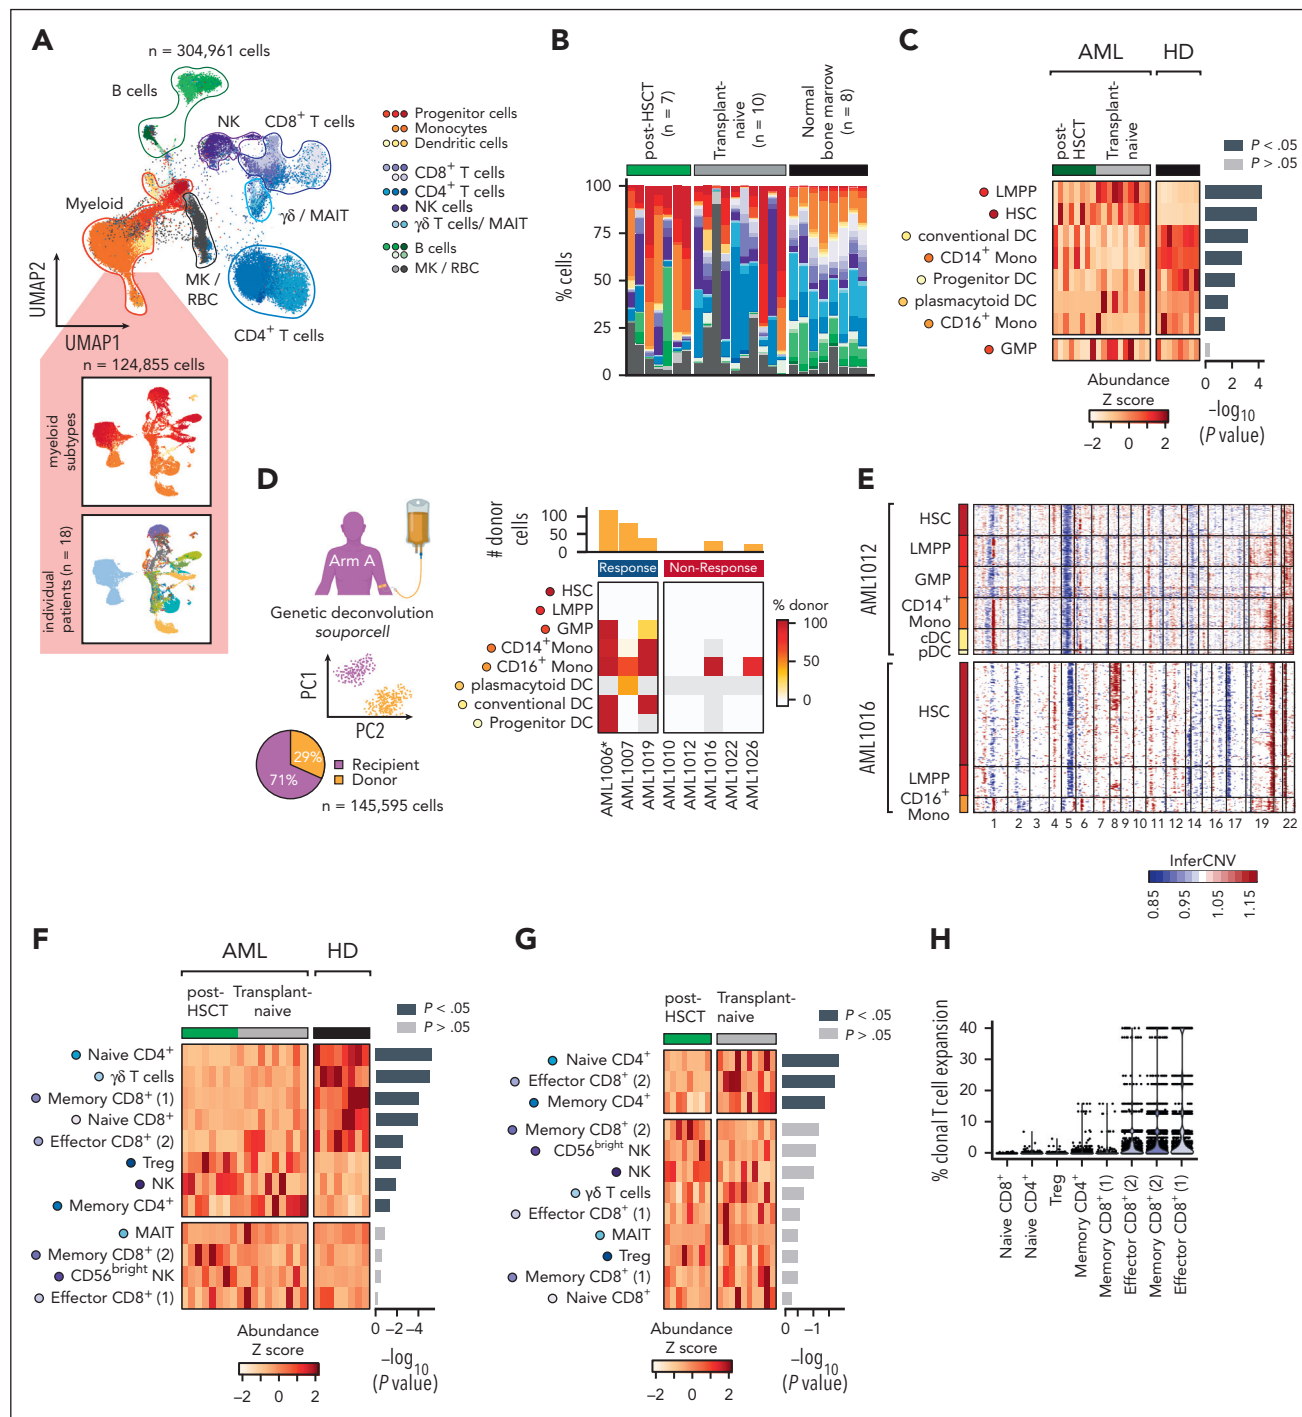 A
n = 304,961 cells
B cells
NK
CD8+ T cells
Myeloid
γδ / MAIT
MK /
RBC
CD4+ T cells
UMAP2
UMAP1
Progenitor cells
Monocytes
Dendritic cells
CD8+ T cells
CD4+ T cells
NK cells
γδ T cells/ MAIT
B cells
MK / RBC
n = 124,855 cells
myeloid
subtypes
individual
patients (n = 18)
B
post-HSCT
(n = 7)
Transplant-
naive (n = 10)
Normal
bone marrow
(n = 8)
% cells
100
75
50
25
0
C
AML
HD
post-
HSCT
Transplant-
naive
P < .05
P > .05
LMPP
HSC
conventional DC
CD14+ Mono
Progenitor DC
plasmacytoid DC
CD16+ Mono
GMP
Abundance
Z score
−2 0 2
0 2 4
−log10
(P value)
D
Arm A
Genetic deconvolution
souporcell
PC1
PC2
29%
71%
Recipient
Donor
n = 145,595 cells
# donor
cells
100
50
0
Response
Non-Response
HSC
LMPP
GMP
CD14+ Mono
CD16+ Mono
plasmacytoid DC
conventional DC
Progenitor DC
% donor
100
50
0
AML1006*
AML1007
AML1019
AML1010
AML1012
AML1016
AML1022
AML1026
E
AML1012
HSC
LMPP
GMP
CD14+
Mono
cDC
pDC
AML1016
HSC
LMPP
CD16+
Mono
1 2 3 4 5 6 7 8 9 10 11 12 14 16 17 19 22
InferCNV
0.85
0.95
1.05
1.15
F
AML
HD
post-
HSCT
Transplant-
naive
P < .05
P > .05
Naive CD4+
γδ T cells
Memory CD8+ (1)
Naive CD8+
Effector CD8+ (2)
Treg
NK
Memory CD4+
MAIT
Memory CD8+ (2)
CD56bright NK
Effector CD8+ (1)
Abundance
Z score
−2 0 2
0 −2 −4
−log10
(P value)
G
post-
HSCT
Transplant-
naive
P < .05
P > .05
Naive CD4+
Effector CD8+ (2)
Memory CD4+
Memory CD8+ (2)
CD56bright NK
NK
γδ T cells
Effector CD8+ (1)
MAIT
Treg
Memory CD8+ (1)
Naive CD8+
Abundance
Z score
−2 0 2
0 −1
−log10
(P value)
H
% clonal T cell expansion
40
30
20
10
0
Naive CD8+
Naive CD4+
Treg
Memory CD4+
Memory CD8+ (1)
Effector CD8+ (2)
Memory CD8+ (2)
Effector CD8+ (1)